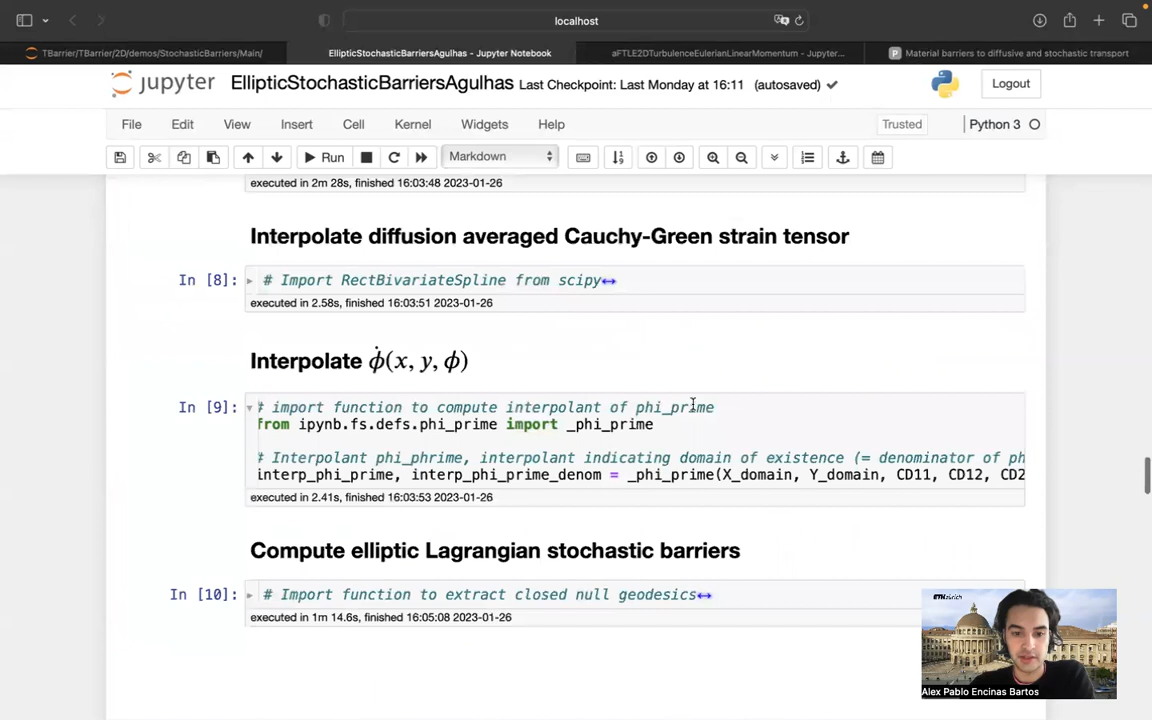 localhost
TBarrier/TBarrier/2D/demos/StochasticBarriers/Main/
EllipticStochasticBarriersAgulhas - Jupyter Notebook
aFTLE2DTurbulenceEulerianLinearMomentum - Jupyter...
Material barriers to diffusive and stochastic transport
jupyter EllipticStochasticBarriersAgulhas Last Checkpoint: Last Monday at 16:11 (autosaved) Logout
File Edit View Insert Cell Kernel Widgets Help Trusted Python 3
Run Markdown
executed in 2m 28s, finished 16:03:48 2023-01-26
Interpolate diffusion averaged Cauchy-Green strain tensor
In [8]: # Import RectBivariateSpline from scipy
executed in 2.58s, finished 16:03:51 2023-01-26
Interpolate ϕ̇(x, y, ϕ)
In [9]: # import function to compute interpolant of phi_prime
from ipynb.fs.defs.phi_prime import _phi_prime
# Interpolant phi_phrime, interpolant indicating domain of existence (= denominator of ph
interp_phi_prime, interp_phi_prime_denom = _phi_prime(X_domain, Y_domain, CD11, CD12, CD2
executed in 2.41s, finished 16:03:53 2023-01-26
Compute elliptic Lagrangian stochastic barriers
In [10]: # Import function to extract closed null geodesics
executed in 1m 14.6s, finished 16:05:08 2023-01-26
ETHzürich
Alex Pablo Encinas Bartos